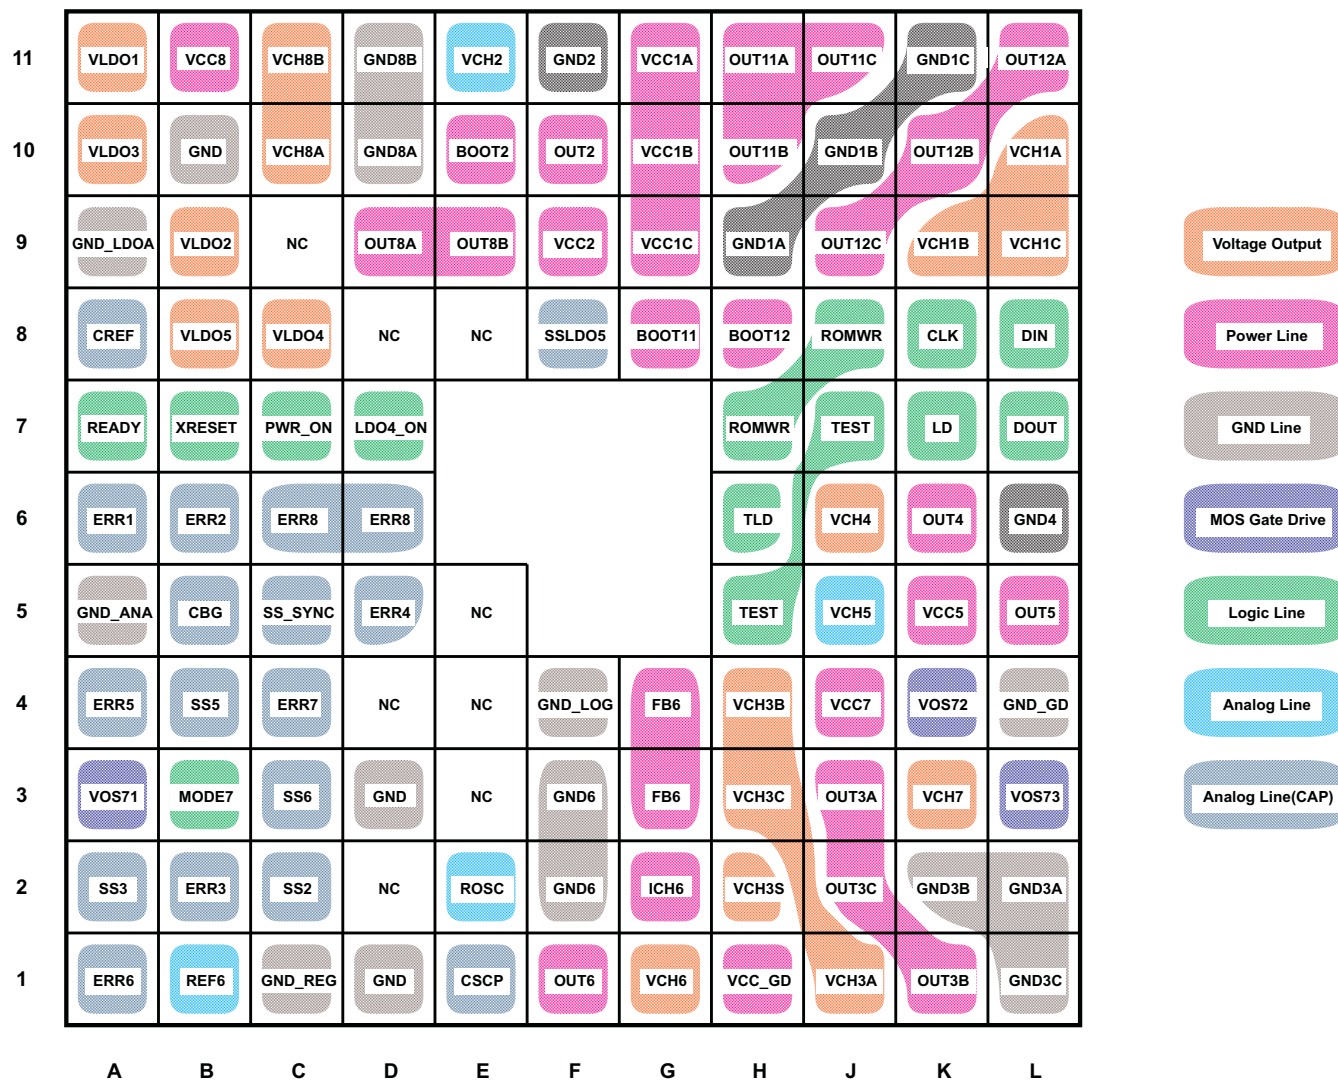 11 VLDO1 VCC8 VCH8B GND8B VCH2 GND2 VCC1A OUT11A OUT11C GND1C OUT12A
10 VLDO3 GND VCH8A GND8A BOOT2 OUT2 VCC1B OUT11B GND1B OUT12B VCH1A
9 GND_LDOA VLDO2 NC OUT8A OUT8B VCC2 VCC1C GND1A OUT12C VCH1B VCH1C Voltage Output
8 CREF VLDO5 VLDO4 NC NC SSLDO5 BOOT11 BOOT12 ROMWR CLK DIN Power Line
7 READY XRESET PWR_ON LDO4_ON ROMWR TEST LD DOUT GND Line
6 ERR1 ERR2 ERR8 ERR8 TLD VCH4 OUT4 GND4 MOS Gate Drive
5 GND_ANA CBG SS_SYNC ERR4 NC TEST VCH5 VCC5 OUT5 Logic Line
4 ERR5 SS5 ERR7 NC NC GND_LOG FB6 VCH3B VCC7 VOS72 GND_GD Analog Line
3 VOS71 MODE7 SS6 GND NC GND6 FB6 VCH3C OUT3A VCH7 VOS73 Analog Line(CAP)
2 SS3 ERR3 SS2 NC ROSC GND6 ICH6 VCH3S OUT3C GND3B GND3A
1 ERR6 REF6 GND_REG GND CSCP OUT6 VCH6 VCC_GD VCH3A OUT3B GND3C
A B C D E F G H J K L